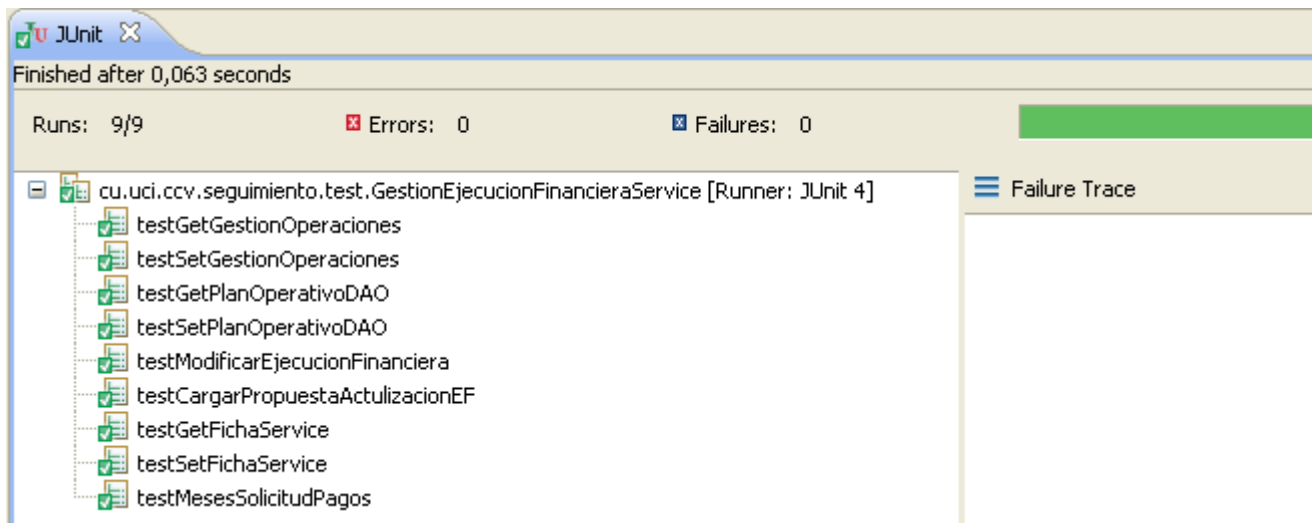 JUnit
Finished after 0,063 seconds
Runs: 9/9 Errors: 0 Failures: 0
cu.uci.ccv.seguimiento.test.GestionEjecucionFinancieraService [Runner: JUnit 4]
Failure Trace
testGetGestionOperaciones
testSetGestionOperaciones
testGetPlanOperativoDAO
testSetPlanOperativoDAO
testModificarEjecucionFinanciera
testCargarPropuestaActulizacionEF
testGetFichaService
testSetFichaService
testMesesSolicitudPagos